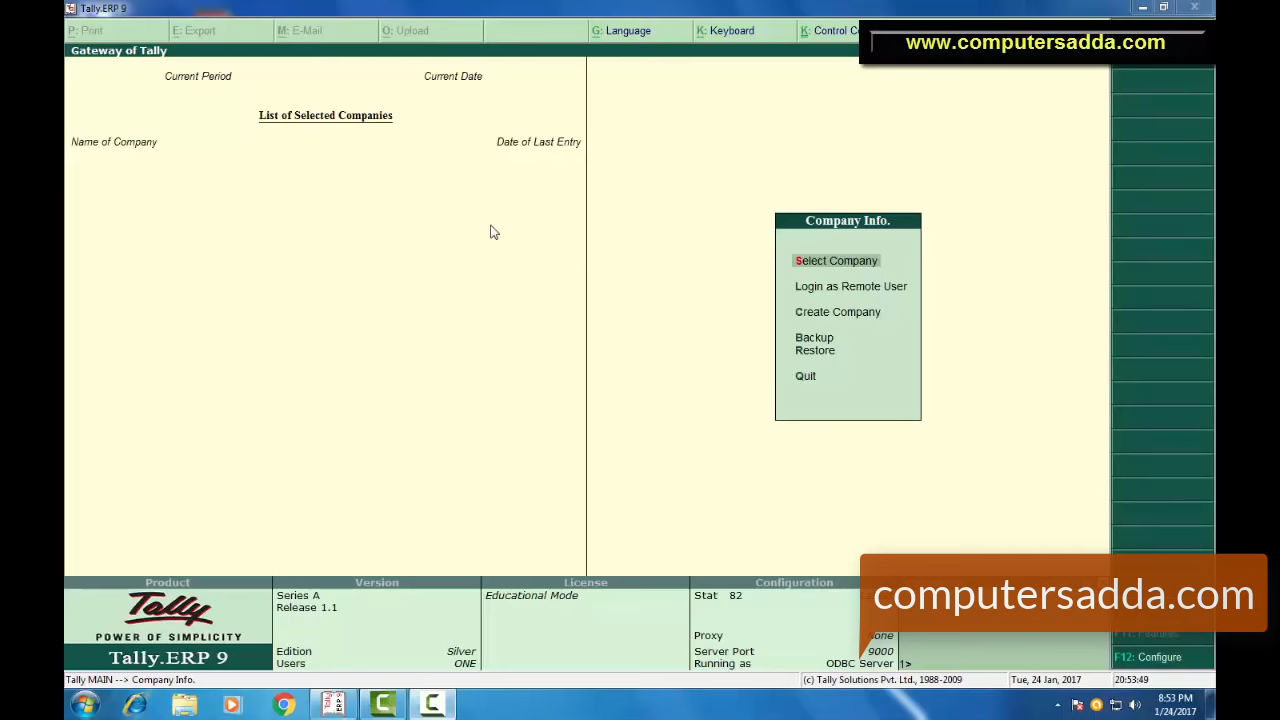 Tally.ERP 9
P: Print E: Export M: E-Mail O: Upload G: Language K: Keyboard K: Control
www.computersadda.com
Gateway of Tally
Current Period Current Date
List of Selected Companies
Name of Company Date of Last Entry
Company Info.
Select Company
Login as Remote User
Create Company
Backup
Restore
Quit
Product Version License Configuration
Tally
POWER OF SIMPLICITY
Tally.ERP 9
Series A
Release 1.1
Edition Silver
Users ONE
Educational Mode
Stat 82
Proxy None
Server Port 9000
Running as ODBC Server
1>
computersadda.com
F11: Features
F12: Configure
Tally MAIN --> Company Info. (c) Tally Solutions Pvt. Ltd., 1988-2009 Tue, 24 Jan, 2017 20:53:49
8:53 PM
1/24/2017